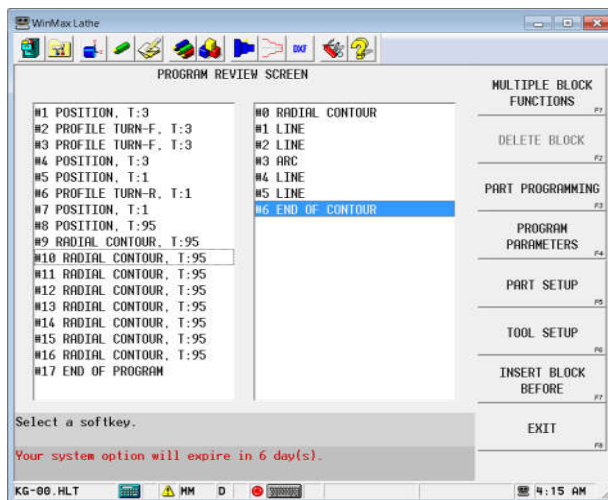 WinMax Lathe
DXF
PROGRAM REVIEW SCREEN
#1 POSITION, T:3
#2 PROFILE TURN-F, T:3
#3 PROFILE TURN-F, T:3
#4 POSITION, T:3
#5 POSITION, T:1
#6 PROFILE TURN-R, T:1
#7 POSITION, T:1
#8 POSITION, T:95
#9 RADIAL CONTOUR, T:95
#10 RADIAL CONTOUR, T:95
#11 RADIAL CONTOUR, T:95
#12 RADIAL CONTOUR, T:95
#13 RADIAL CONTOUR, T:95
#14 RADIAL CONTOUR, T:95
#15 RADIAL CONTOUR, T:95
#16 RADIAL CONTOUR, T:95
#17 END OF PROGRAM
#0 RADIAL CONTOUR
#1 LINE
#2 LINE
#3 ARC
#4 LINE
#5 LINE
#6 END OF CONTOUR
MULTIPLE BLOCK
FUNCTIONS
F1
DELETE BLOCK
F2
PART PROGRAMMING
F3
PROGRAM
PARAMETERS
F4
PART SETUP
F5
TOOL SETUP
F6
INSERT BLOCK
BEFORE
F7
EXIT
F8
Select a softkey.
Your system option will expire in 6 day(s).
KG-00.HLT MM D 4:15 AM